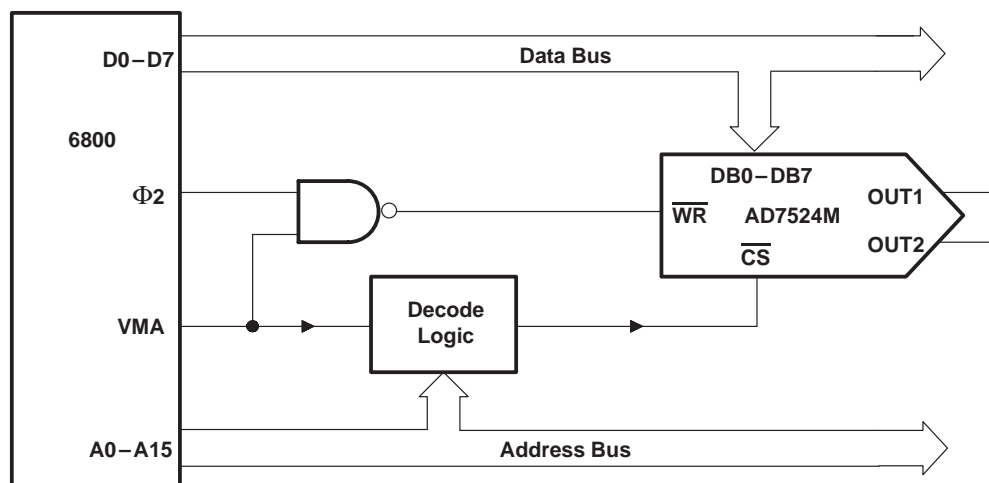 D0–D7
Data Bus
6800
DB0–DB7
Φ2
OUT1
WR
AD7524M
OUT2
CS
VMA
Decode
Logic
A0–A15
Address Bus